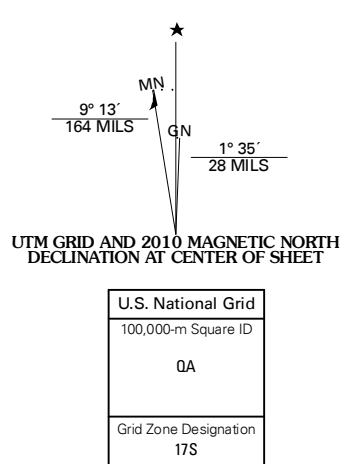 MN
9° 13´
164 MILS
GN
1° 35´
28 MILS
UTM GRID AND 2010 MAGNETIC NORTH
DECLINATION AT CENTER OF SHEET
U.S. National Grid
100,000-m Square ID
QA
Grid Zone Designation
17S